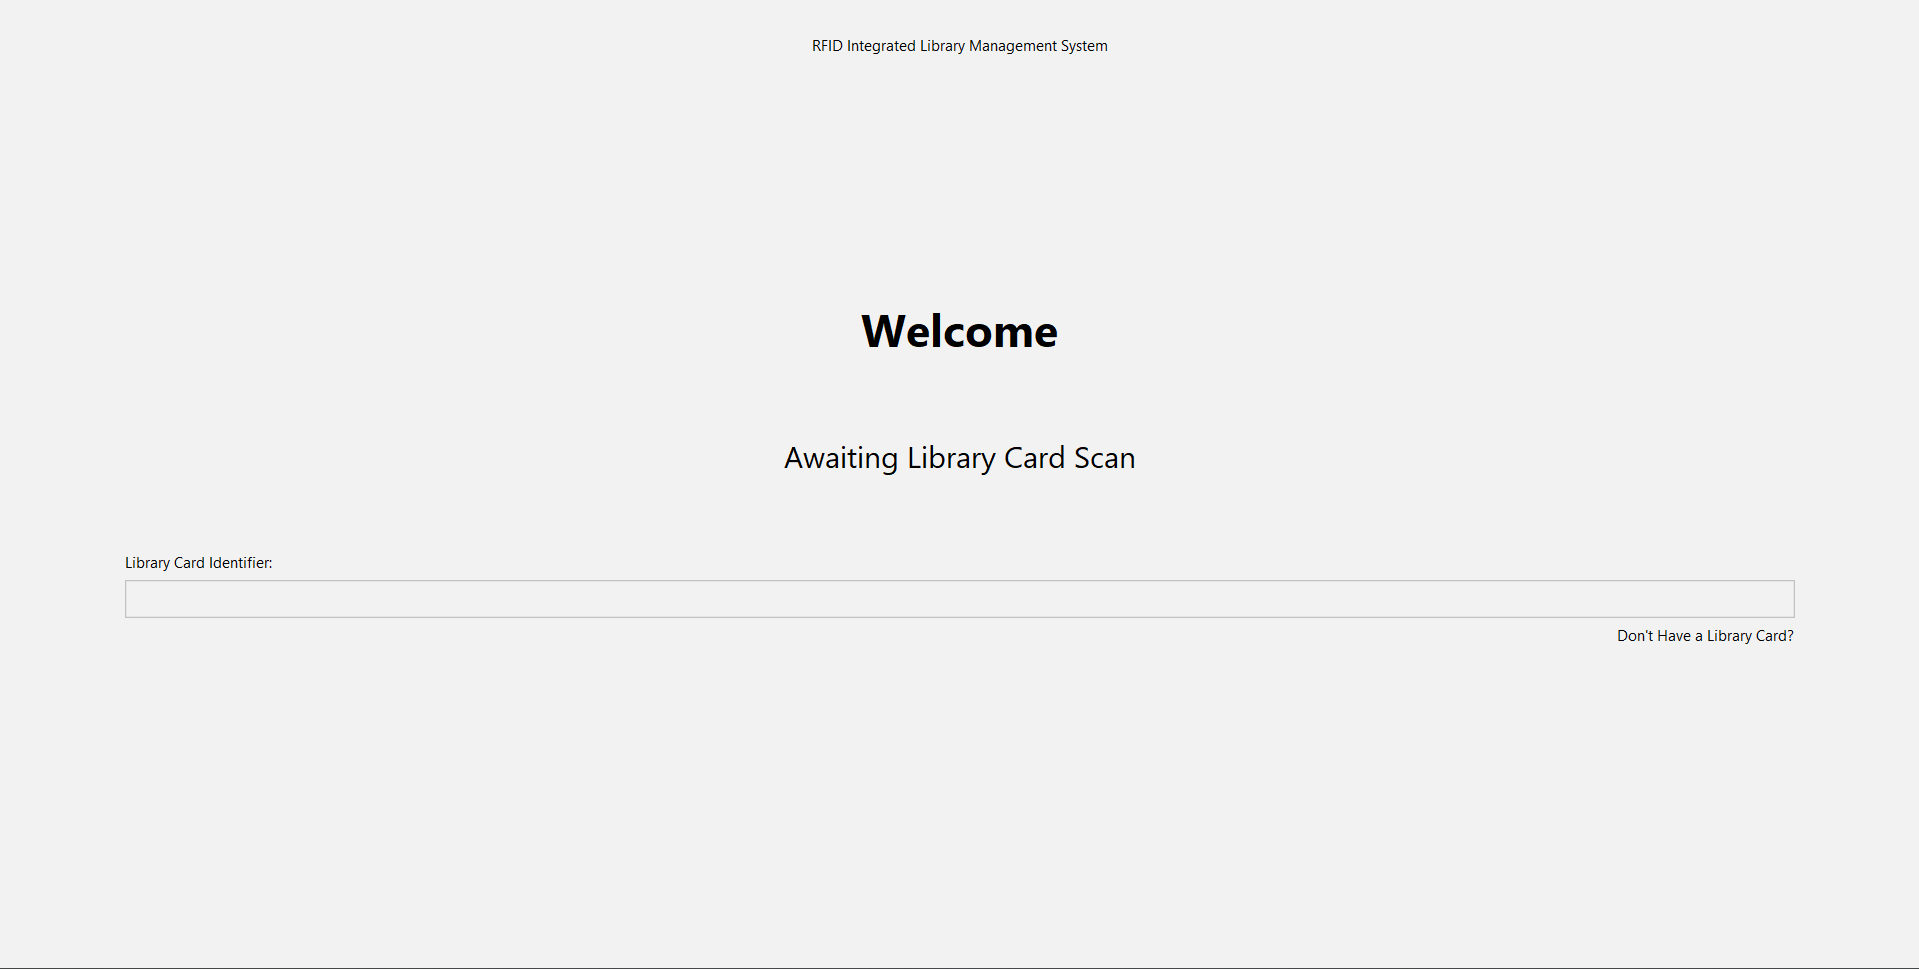 RFID Integrated Library Management System
Welcome
Awaiting Library Card Scan
Library Card Identifier:
Don't Have a Library Card?